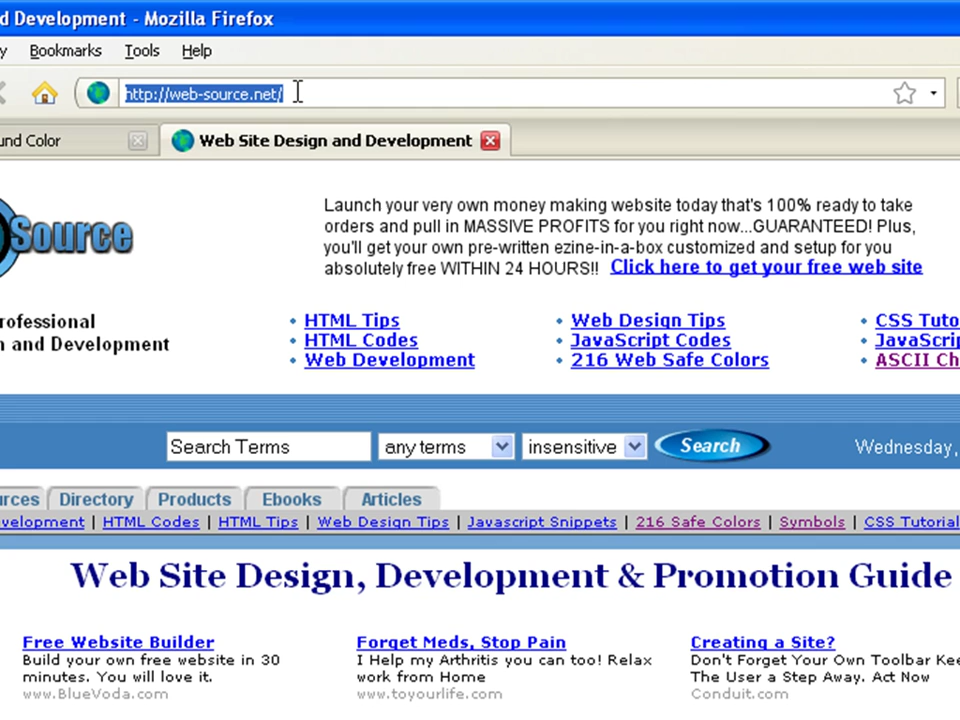 d Development - Mozilla Firefox
y Bookmarks Tools Help
http://web-source.net/
und Color Web Site Design and Development
Source
Launch your very own money making website today that's 100% ready to take
orders and pull in MASSIVE PROFITS for you right now...GUARANTEED! Plus,
you'll get your own pre-written ezine-in-a-box customized and setup for you
absolutely free WITHIN 24 HOURS!! Click here to get your free web site
rofessional
n and Development
• HTML Tips • Web Design Tips • CSS Tuto
• HTML Codes • JavaScript Codes • JavaScrip
• Web Development • 216 Web Safe Colors • ASCII Ch
Search Terms any terms insensitive Search Wednesday,
urces Directory Products Ebooks Articles
velopment | HTML Codes | HTML Tips | Web Design Tips | Javascript Snippets | 216 Safe Colors | Symbols | CSS Tutorial
Web Site Design, Development & Promotion Guide
Free Website Builder
Build your own free website in 30
minutes. You will love it.
www.BlueVoda.com
Forget Meds, Stop Pain
I Help my Arthritis you can too! Relax
work from Home
www.toyourlife.com
Creating a Site?
Don't Forget Your Own Toolbar Kee
The User a Step Away. Act Now
Conduit.com